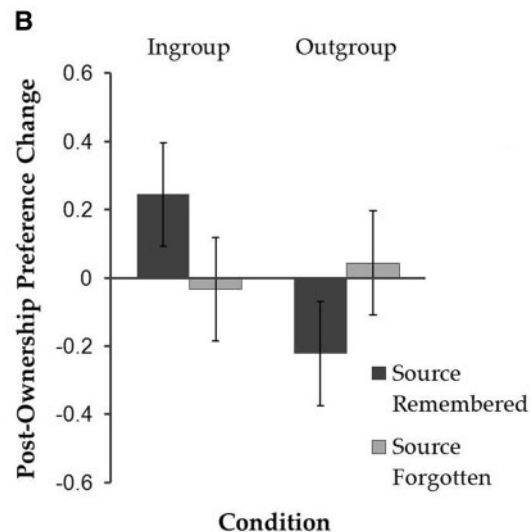 B
Ingroup Outgroup
Post-Ownership Preference Change
0.6
0.4
0.2
0
-0.2
-0.4
-0.6
Source
Remembered
Source
Forgotten
Condition